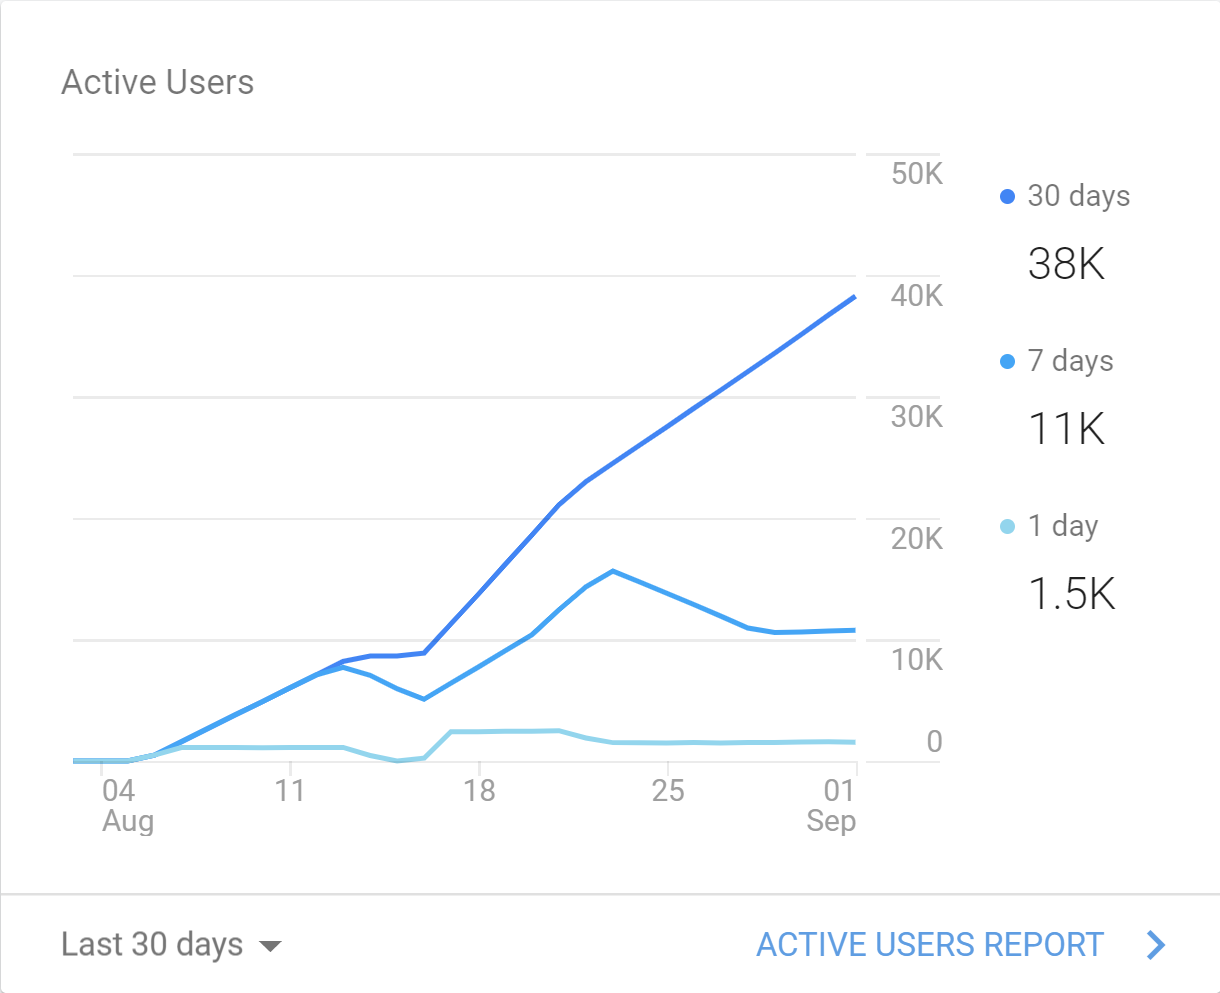 Active Users
50K
40K
30K
20K
10K
0
04 11 18 25 01
Aug Sep
30 days
38K
7 days
11K
1 day
1.5K
Last 30 days
ACTIVE USERS REPORT